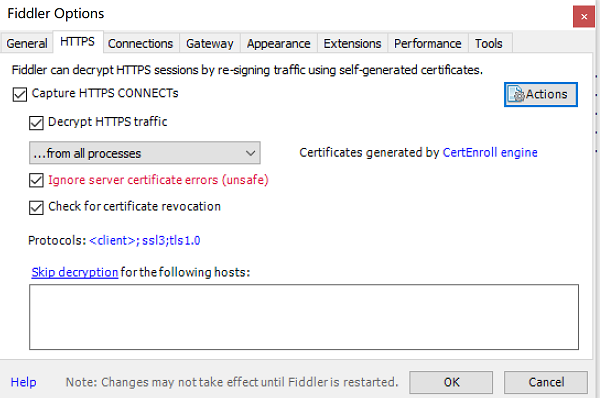 Fiddler Options
General HTTPS Connections Gateway Appearance Extensions Performance Tools
Fiddler can decrypt HTTPS sessions by re-signing traffic using self-generated certificates.
Capture HTTPS CONNECTs Actions
Decrypt HTTPS traffic
...from all processes Certificates generated by CertEnroll engine
Ignore server certificate errors (unsafe)
Check for certificate revocation
Protocols: <client>; ssl3;tls1.0
Skip decryption for the following hosts:
Help Note: Changes may not take effect until Fiddler is restarted. OK Cancel